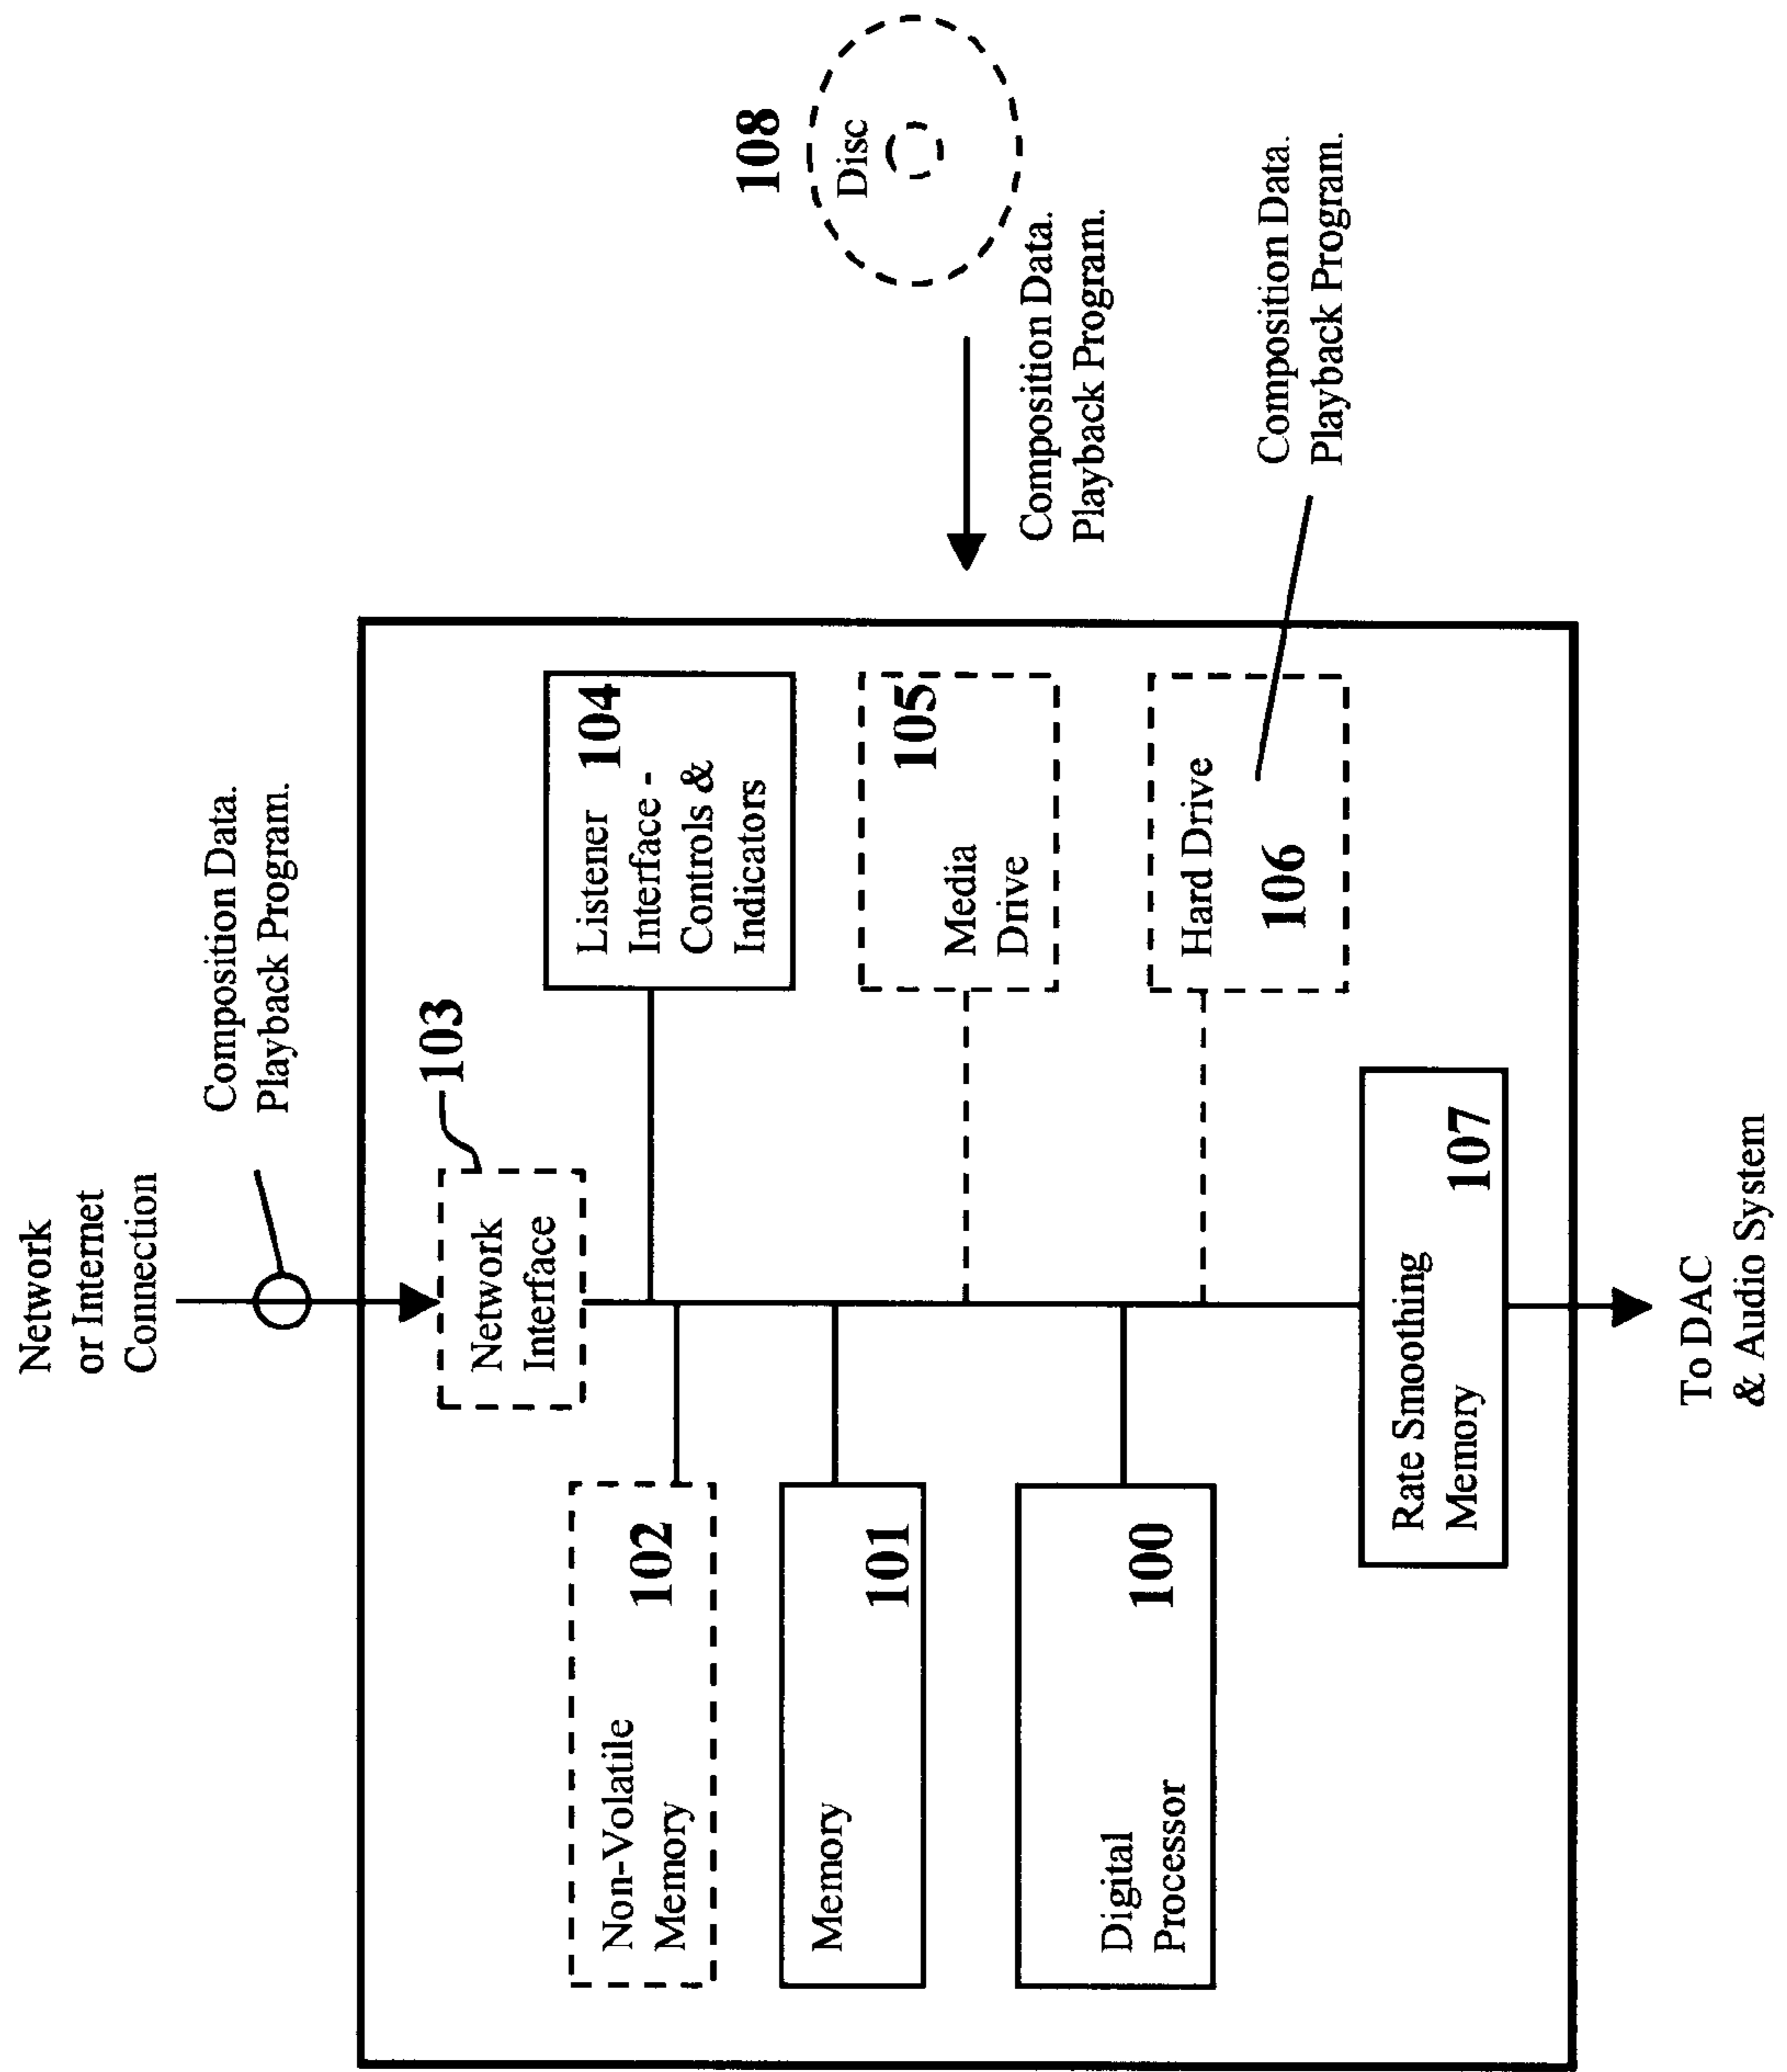 Network
or Internet
Connection
Composition Data.
Playback Program.
103
Network
Interface
Non-Volatile
Memory
102
Memory
101
Digital
Processor
100
Listener 104
Interface -
Controls &
Indicators
105
Media
Drive
Hard Drive
106
Rate Smoothing
Memory
107
To DAC
& Audio System
108
Disc
Composition Data.
Playback Program.
Composition Data.
Playback Program.